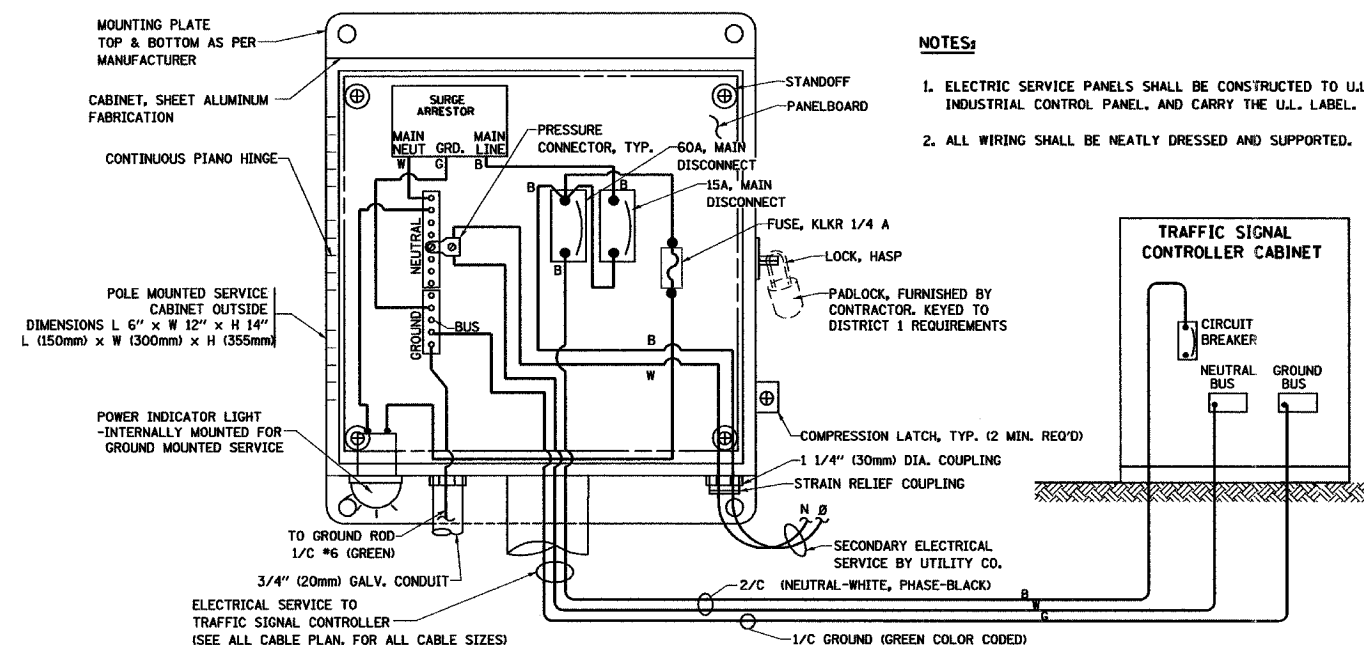 MOUNTING PLATE
TOP & BOTTOM AS PER
MANUFACTURER
CABINET, SHEET ALUMINUM
FABRICATION
CONTINUOUS PIANO HINGE
POLE MOUNTED SERVICE
CABINET OUTSIDE
DIMENSIONS L 6" x W 12" x H 14"
L (150mm) x W (300mm) x H (355mm)
POWER INDICATOR LIGHT
-INTERNALLY MOUNTED FOR
GROUND MOUNTED SERVICE
TO GROUND ROD
1/C #6 (GREEN)
3/4" (20mm) GALV. CONDUIT
ELECTRICAL SERVICE TO
TRAFFIC SIGNAL CONTROLLER
(SEE ALL CABLE PLAN. FOR ALL CABLE SIZES)
SURGE
ARRESTOR
MAIN
NEUT
GRD.
MAIN
LINE
W
G
B
NEUTRAL
GROUND
BUS
PRESSURE
CONNECTOR, TYP.
STANDOFF
PANELBOARD
60A, MAIN
DISCONNECT
15A, MAIN
DISCONNECT
B
B
B
FUSE, KLKR 1/4 A
LOCK, HASP
PADLOCK, FURNISHED BY
CONTRACTOR. KEYED TO
DISTRICT 1 REQUIREMENTS
B
W
COMPRESSION LATCH, TYP. (2 MIN. REQ'D)
1 1/4" (30mm) DIA. COUPLING
STRAIN RELIEF COUPLING
N Ø
SECONDARY ELECTRICAL
SERVICE BY UTILITY CO.
2/C (NEUTRAL-WHITE, PHASE-BLACK)
B
W
G
1/C GROUND (GREEN COLOR CODED)
NOTES:
1. ELECTRIC SERVICE PANELS SHALL BE CONSTRUCTED TO U.L
INDUSTRIAL CONTROL PANEL, AND CARRY THE U.L. LABEL.
2. ALL WIRING SHALL BE NEATLY DRESSED AND SUPPORTED.
TRAFFIC SIGNAL
CONTROLLER CABINET
CIRCUIT
BREAKER
NEUTRAL
BUS
GROUND
BUS